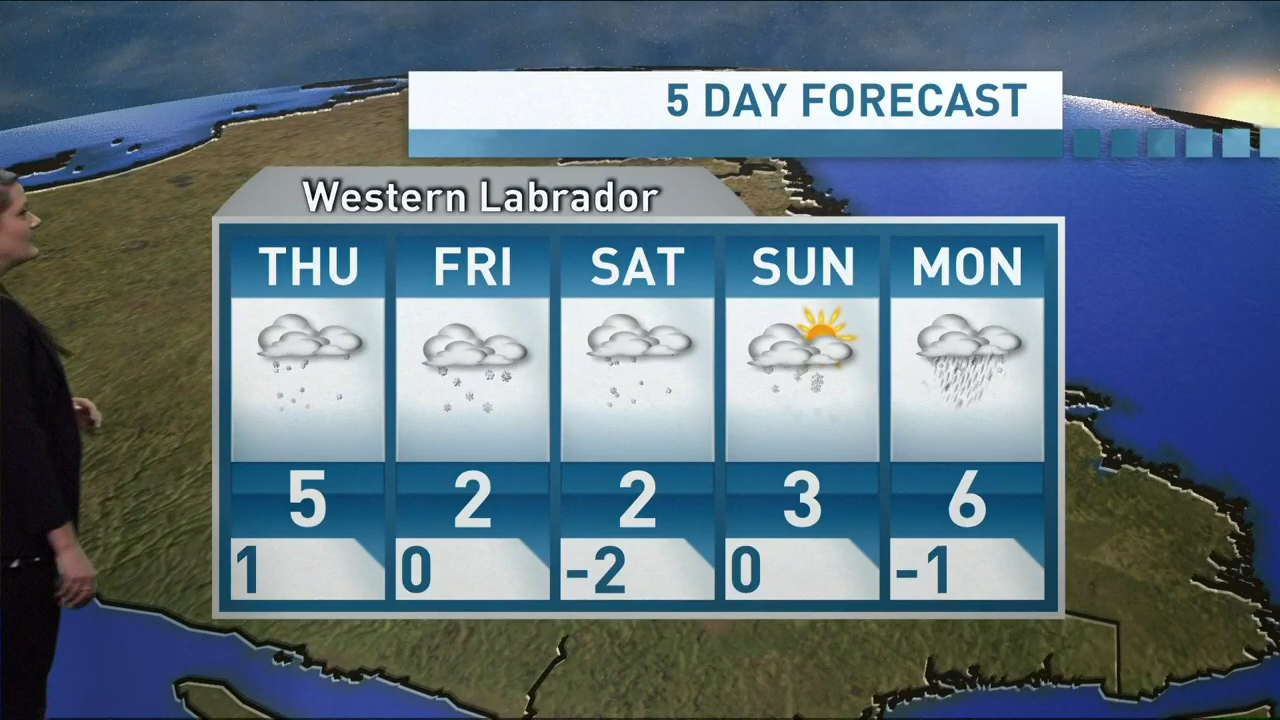 5 DAY FORECAST
Western Labrador
THU FRI SAT SUN MON
5 2 2 3 6
1 0 -2 0 -1